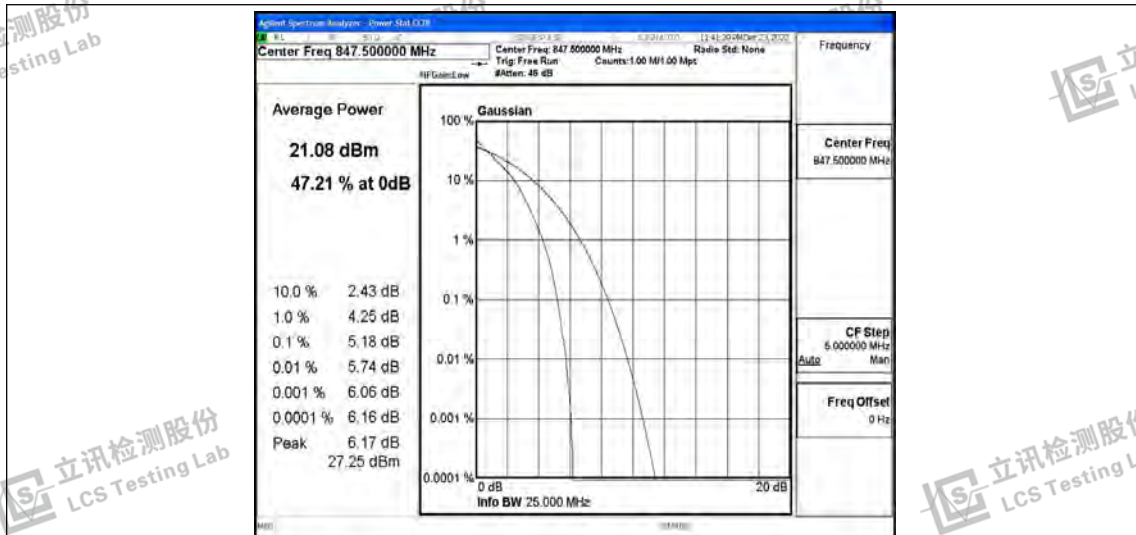 Agilent Spectrum Analyzer - Power Stat CCDF
Center Freq 847.500000 MHz
Center Freq: 847.500000 MHz
Radio Std: None
Trig: Free Run
Counts:1.00 M/1.00 Mpt
#IFGain:Low
#Atten: 46 dB
Average Power
21.08 dBm
47.21 % at 0dB
10.0 % 2.43 dB
1.0 % 4.25 dB
0.1 % 5.18 dB
0.01 % 5.74 dB
0.001 % 6.06 dB
0.0001 % 6.16 dB
Peak 6.17 dB
27.25 dBm
Gaussian
100 %
10 %
1 %
0.1 %
0.01 %
0.001 %
0.0001 %
0 dB
20 dB
Info BW 25.000 MHz
Frequency
Center Freq
847.500000 MHz
CF Step
5.000000 MHz
Auto Man
Freq Offset
0 Hz
MSG
STATUS
检测股份
esting Lab
立讯检测股份
LCS Testing Lab
立讯检测股份
LCS Testing L